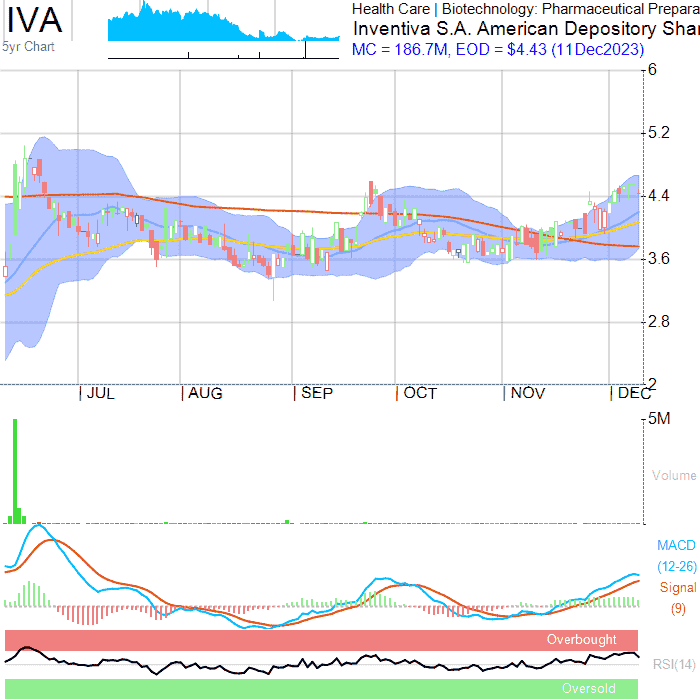 IVA
5yr Chart
Health Care | Biotechnology: Pharmaceutical Prepara
Inventiva S.A. American Depository Shar
MC = 186.7M, EOD = $4.43 (11Dec2023)
6
5.2
4.4
3.6
2.8
2
JUL AUG SEP OCT NOV DEC
5M
Volume
MACD
(12-26)
Signal
(9)
Overbought
RSI(14)
Oversold